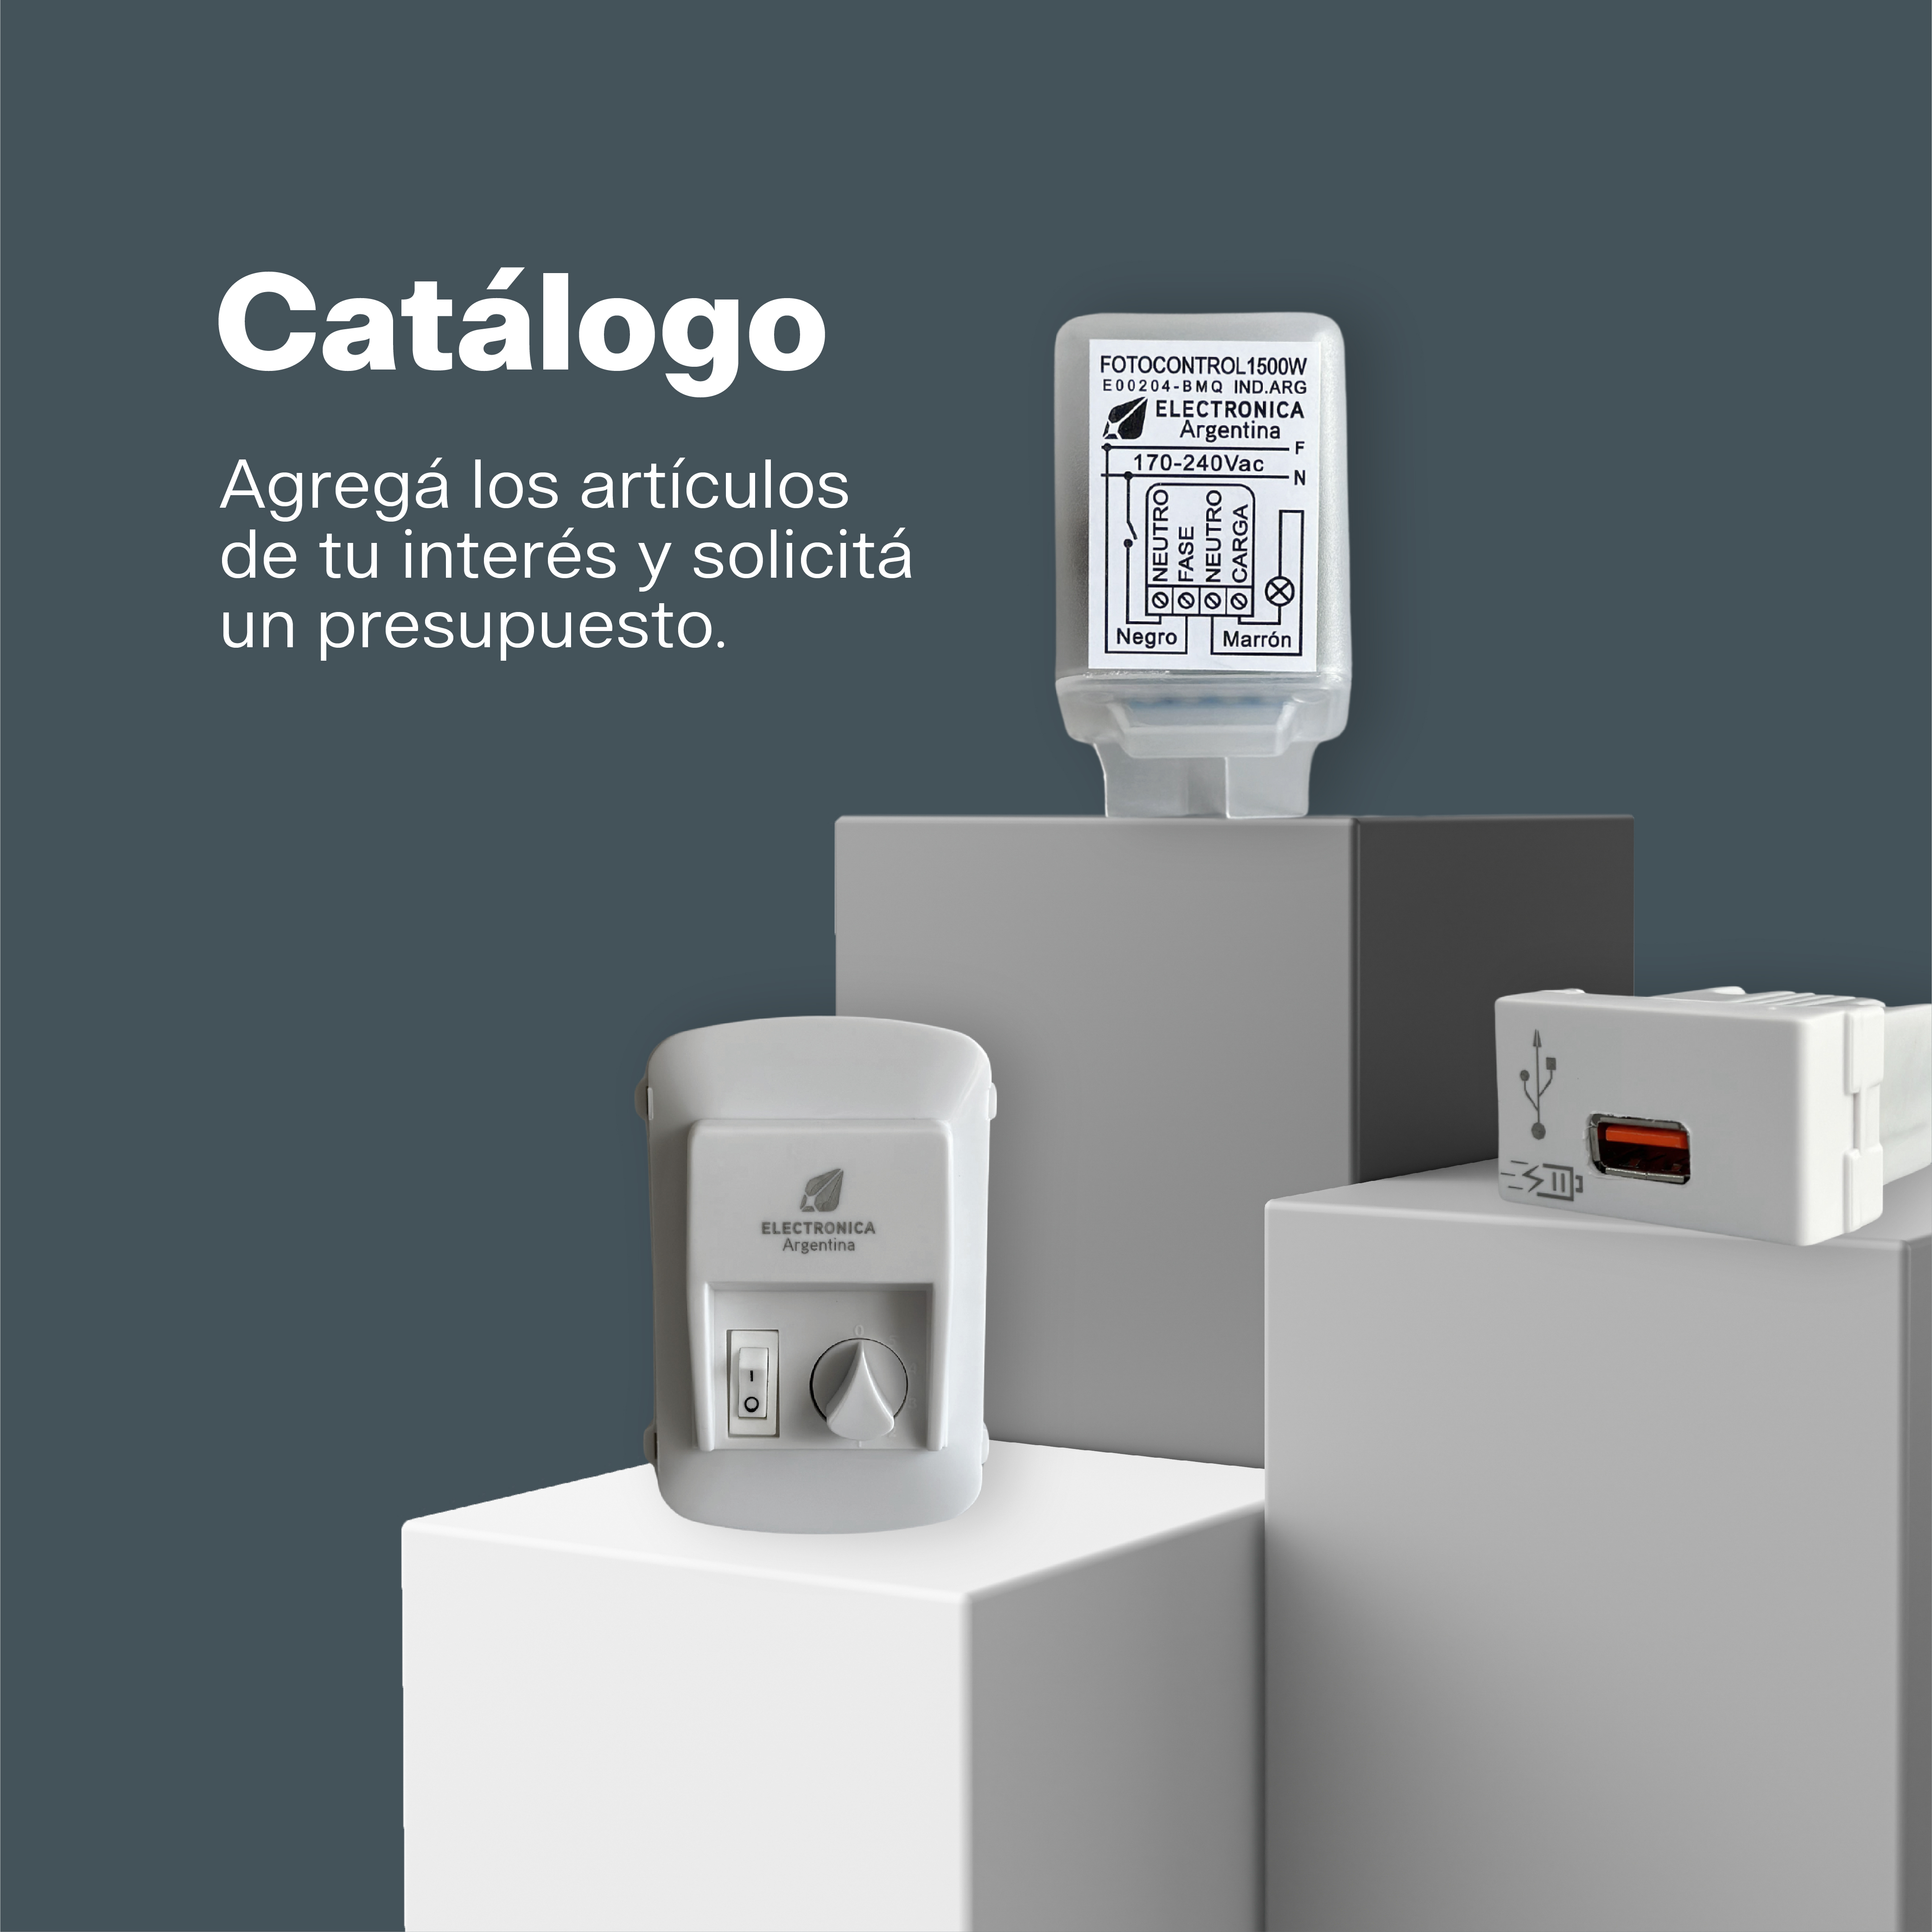 Catálogo
Agregá los artículos
de tu interés y solicitá
un presupuesto.
FOTOCONTROL1500W
E00204-BMQ IND.ARG
ELECTRONICA
Argentina
F
170-240Vac
N
NEUTRO
FASE
NEUTRO
CARGA
Negro
Marrón
ELECTRONICA
Argentina
0